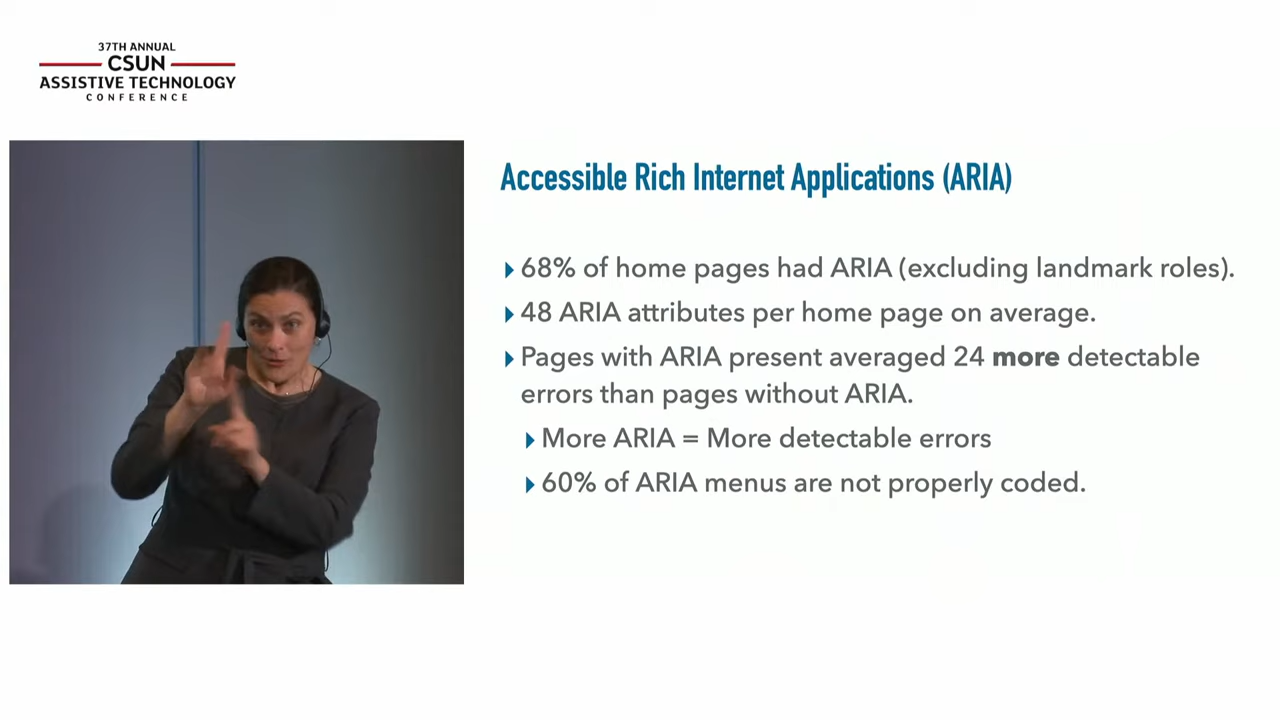 37TH ANNUAL
CSUN
ASSISTIVE TECHNOLOGY
CONFERENCE
Accessible Rich Internet Applications (ARIA)
68% of home pages had ARIA (excluding landmark roles).
48 ARIA attributes per home page on average.
Pages with ARIA present averaged 24 more detectable
errors than pages without ARIA.
More ARIA = More detectable errors
60% of ARIA menus are not properly coded.